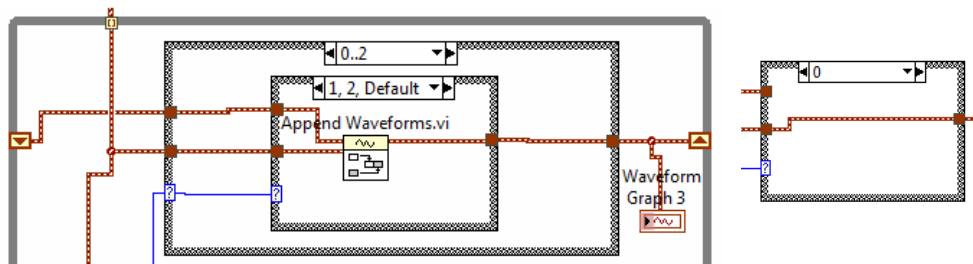 0..2
1, 2, Default
Append Waveforms.vi
?
?
Waveform
Graph 3
0
?